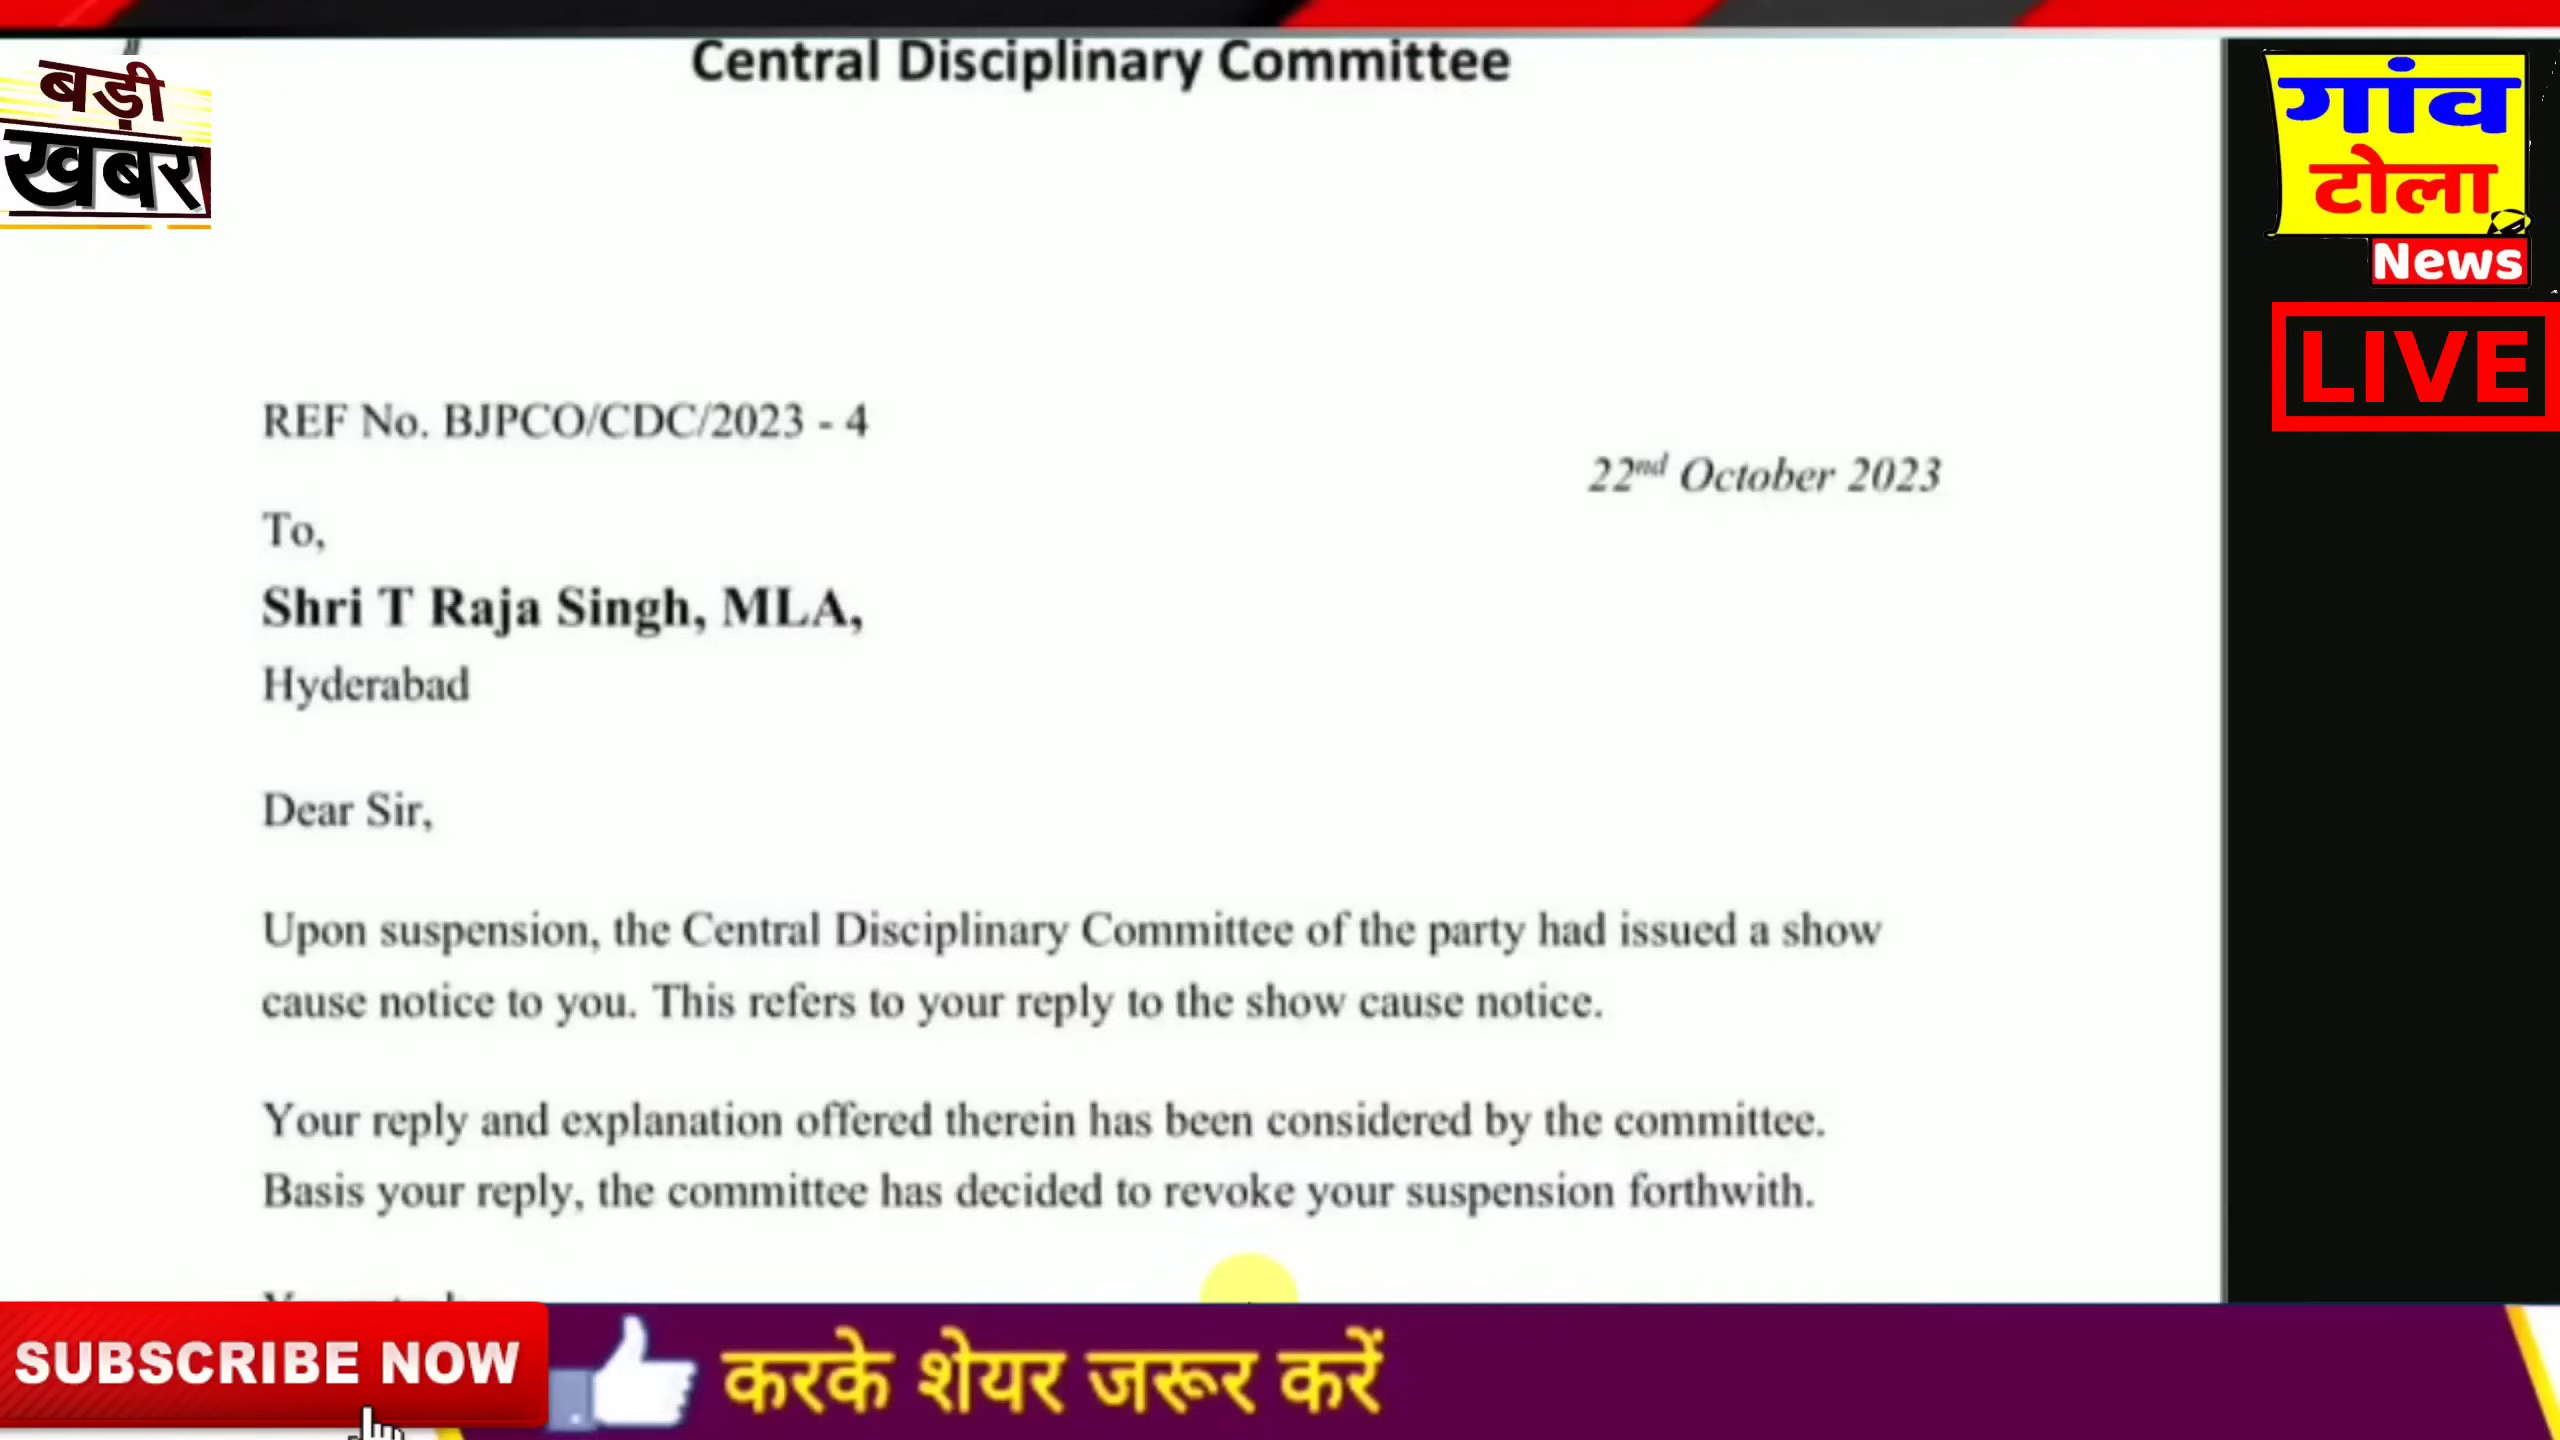 Central Disciplinary Committee
बड़ी
खबर
गांव
टोला
News
LIVE
REF No. BJPCO/CDC/2023 - 4
22nd October 2023
To,
Shri T Raja Singh, MLA,
Hyderabad
Dear Sir,
Upon suspension, the Central Disciplinary Committee of the party had issued a show
cause notice to you. This refers to your reply to the show cause notice.
Your reply and explanation offered therein has been considered by the committee.
Basis your reply, the committee has decided to revoke your suspension forthwith.
SUBSCRIBE NOW
करके शेयर जरूर करें